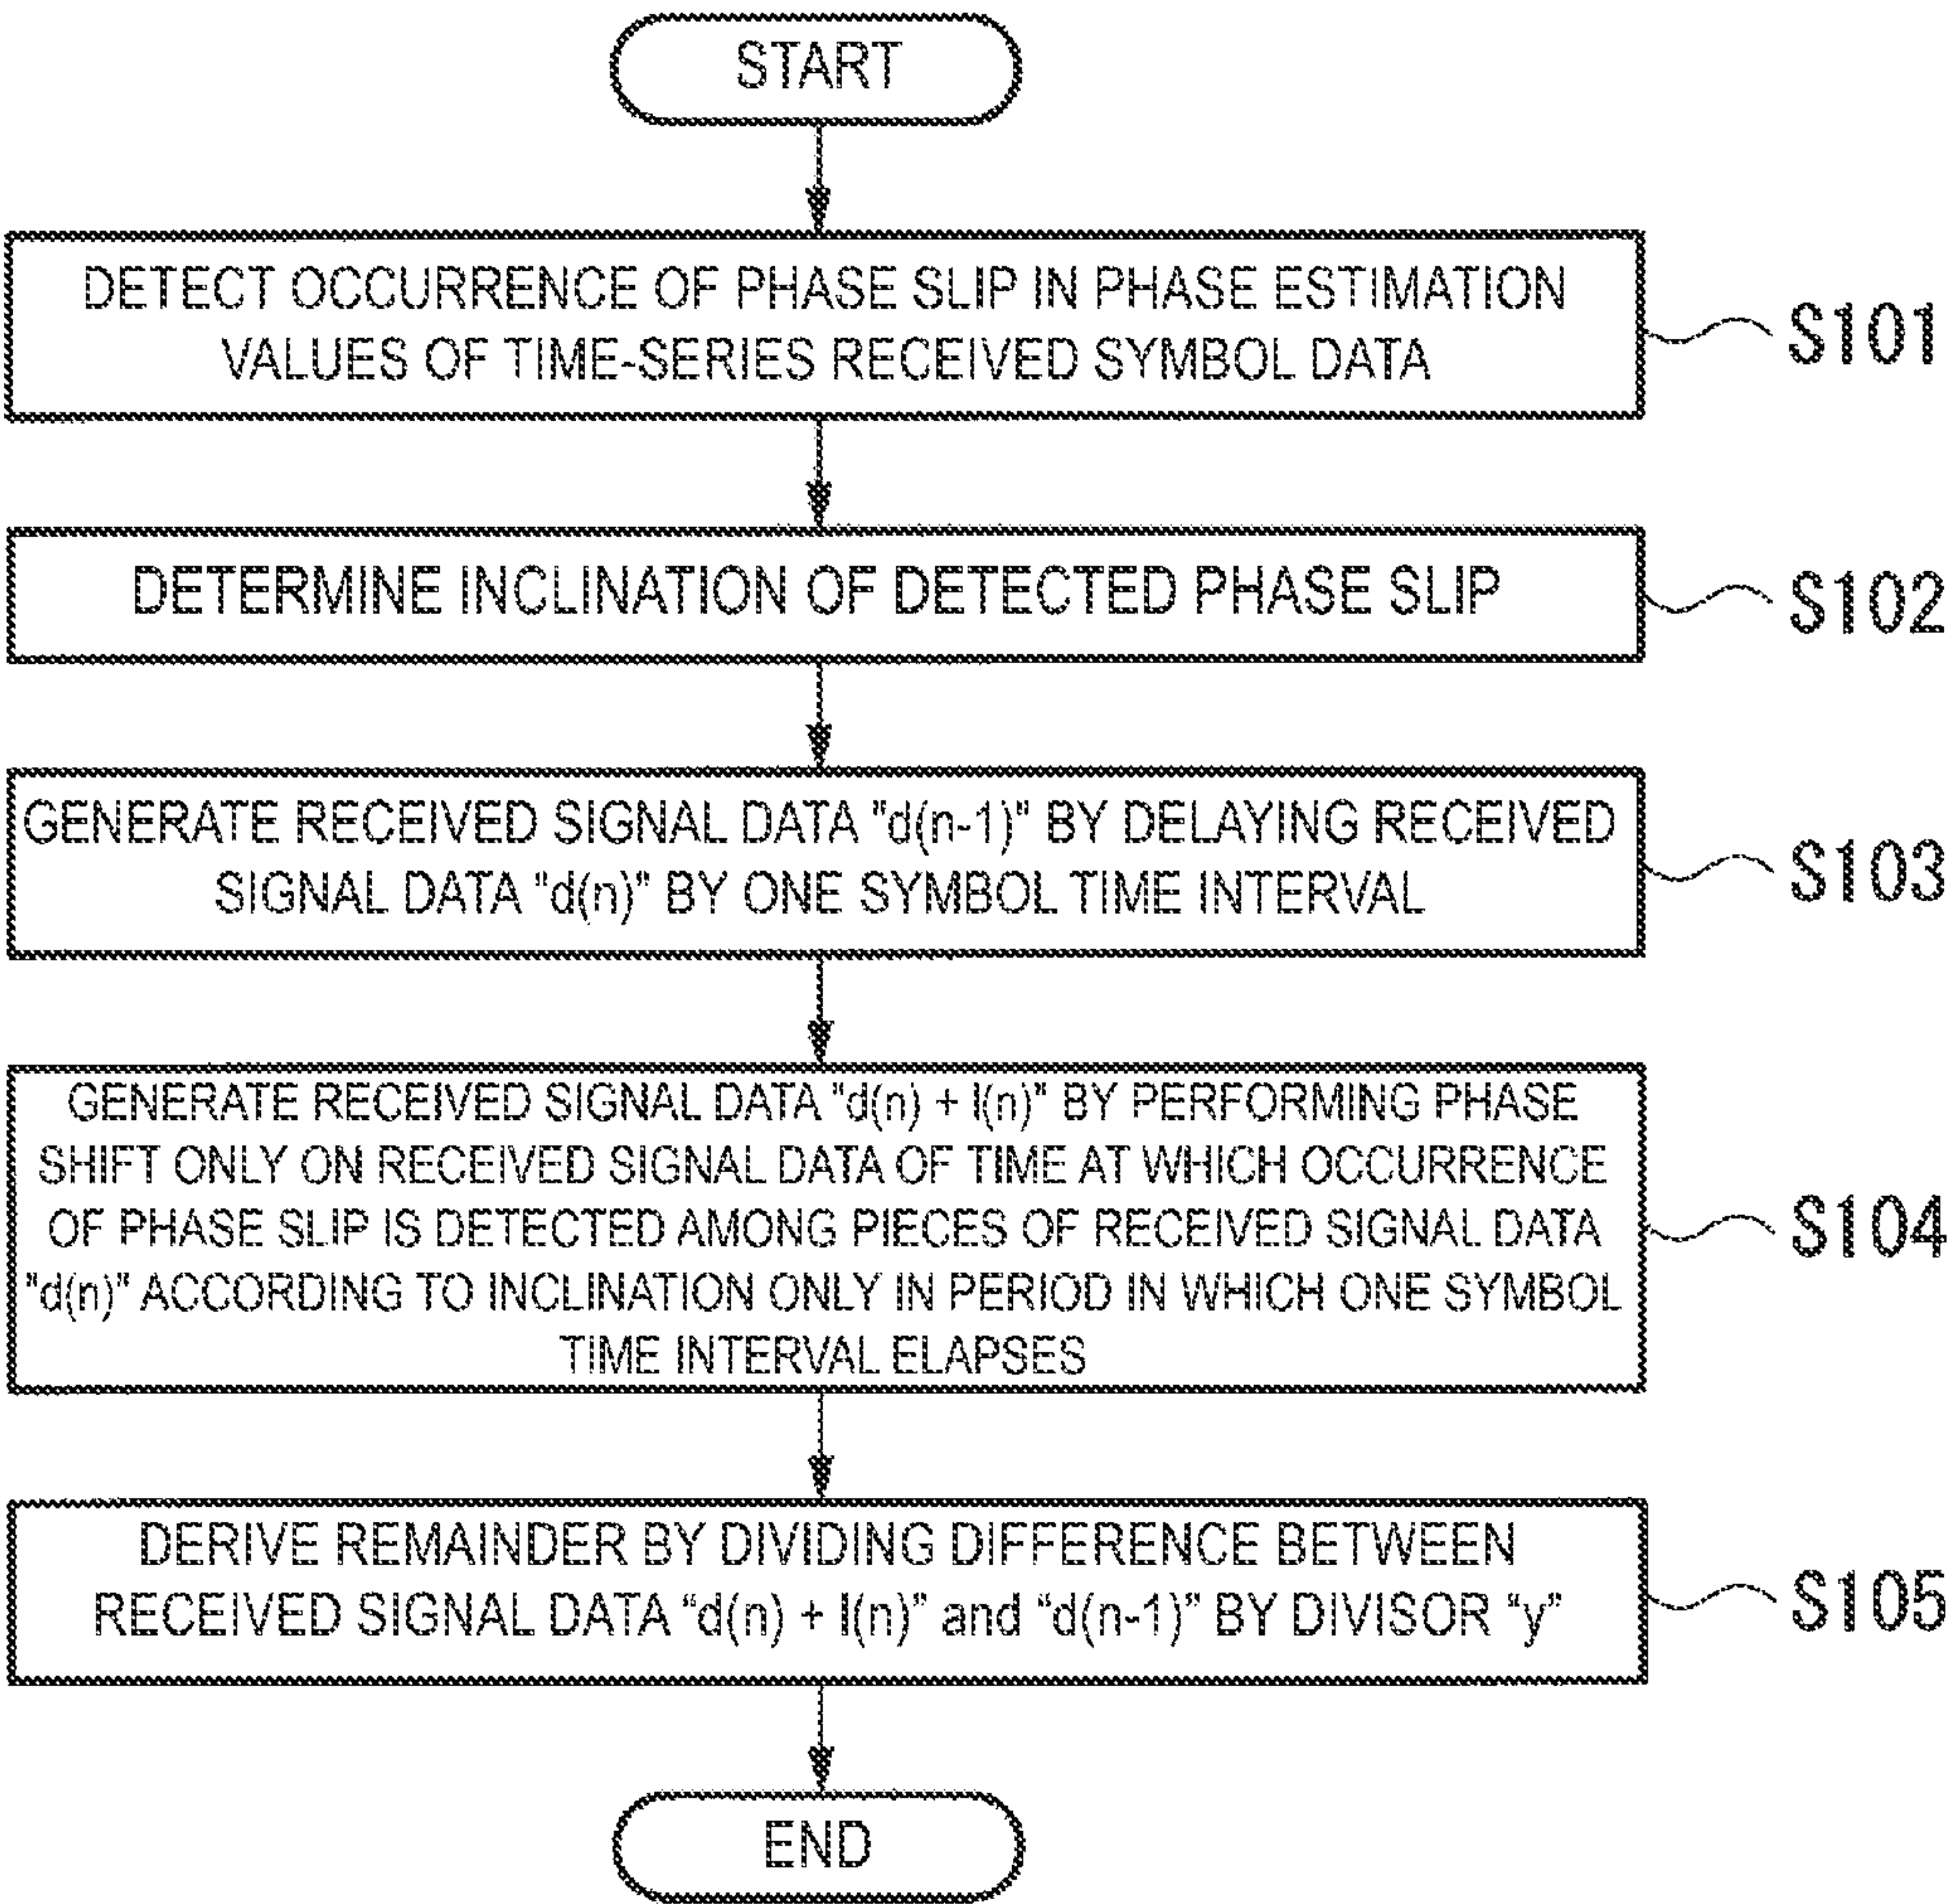 START
DETECT OCCURRENCE OF PHASE SLIP IN PHASE ESTIMATION
VALUES OF TIME-SERIES RECEIVED SYMBOL DATA
S101
DETERMINE INCLINATION OF DETECTED PHASE SLIP
S102
GENERATE RECEIVED SIGNAL DATA "d(n-1)" BY DELAYING RECEIVED
SIGNAL DATA "d(n)" BY ONE SYMBOL TIME INTERVAL
S103
GENERATE RECEIVED SIGNAL DATA "d(n) + I(n)" BY PERFORMING PHASE
SHIFT ONLY ON RECEIVED SIGNAL DATA OF TIME AT WHICH OCCURRENCE
OF PHASE SLIP IS DETECTED AMONG PIECES OF RECEIVED SIGNAL DATA
"d(n)" ACCORDING TO INCLINATION ONLY IN PERIOD IN WHICH ONE SYMBOL
TIME INTERVAL ELAPSES
S104
DERIVE REMAINDER BY DIVIDING DIFFERENCE BETWEEN
RECEIVED SIGNAL DATA "d(n) + I(n)" and "d(n-1)" BY DIVISOR "y"
S105
END